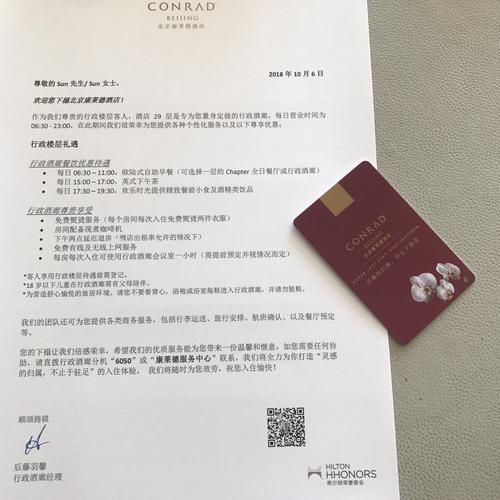 CONRAD
BEIJING
北京康莱德酒店
2018 年 10 月 6 日
尊敬的 Sun 先生/ Sun 女士，
欢迎您下榻北京康莱德酒店！
作为我们尊贵的行政楼层客人，酒店 29 层是专为您量身定做的行政酒廊，每日营业时间为
06:30 - 23:00，在此期间我们很荣幸为您提供各种个性化服务以及以下尊享优惠：
行政楼层礼遇
行政酒廊餐饮优惠待遇
• 每日 06:30 – 11:00，欧陆式自助早餐（可选择一层的 Chapter 全日餐厅或行政酒廊）
• 每日 15:00 – 17:00，英式下午茶
• 每日 17:30 – 19:30，欢乐时光提供精致餐前小食及酒精类饮品
行政酒廊尊贵享受
• 免费熨烫服务（每个房间每次入住免费熨烫两件衣服）
• 房间配备现煮咖啡机
• 下午两点延迟退房（酒店出租率允许的情况下）
• 免费有线及无线上网服务
• 每房每次入住可使用行政酒廊会议室一小时（需提前预定并视情况而定）
*客人享用行政楼层待遇前需登记。
*18 岁以下儿童在行政酒廊需有父母陪伴。
*为营造舒心愉悦的旅居环境，请您不要着背心，浴袍或浴室拖鞋进入行政酒廊，并请勿脱鞋。
我们的团队还可为您提供各类商务服务，包括行李运送、旅行安排、航班确认、以及餐厅预定
等。
您的下榻让我们倍感荣幸，希望我们的优质服务能为您带来一份温馨和惬意，如您需要任何协
助，请直拨行政酒廊分机 “6050” 或 “康莱德服务中心” 联系，我们将全力为你打造 “灵感
的归属，不止于驻足” 的入住体验。 我们将随时为您效劳，祝您入住愉快！
顺颂商祺
后藤羽馨
行政酒廊经理
HILTON
HHONORS
希尔顿荣誉客会
CONRAD
BEIJING
北京康莱德酒店
NEVER JUST STAY. STAY INSPIRED.
灵感的归属，不止于驻足